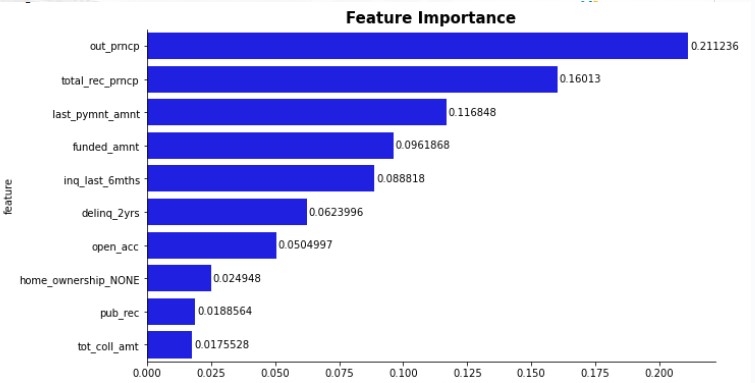 Feature Importance
out_prncp 0.211236
total_rec_prncp 0.16013
last_pymnt_amnt 0.116848
funded_amnt 0.0961868
inq_last_6mths 0.088818
feature
delinq_2yrs 0.0623996
open_acc 0.0504997
home_ownership_NONE 0.024948
pub_rec 0.0188564
tot_coll_amt 0.0175528
0.000 0.025 0.050 0.075 0.100 0.125 0.150 0.175 0.200